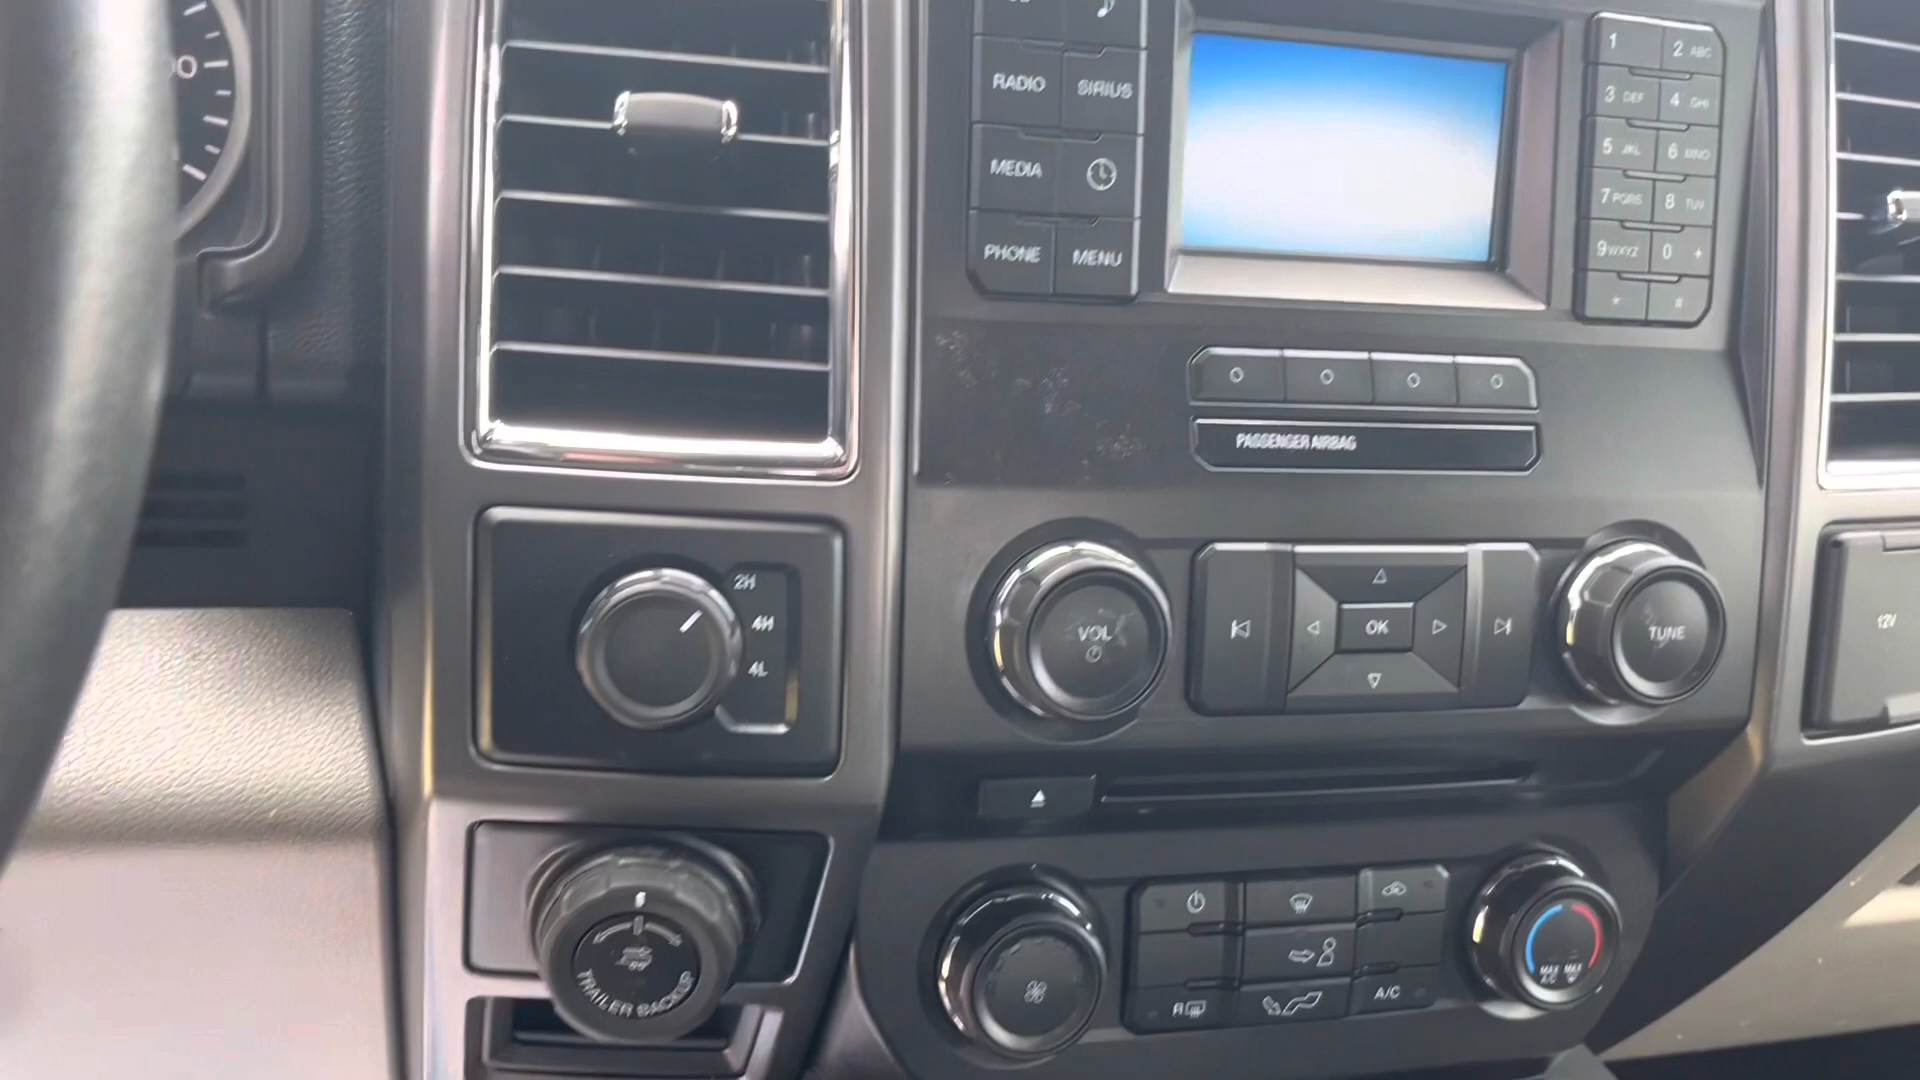 RADIO
SIRIUS
MEDIA
PHONE
MENU
1
2 ABC
3 DEF
4 GHI
5 JKL
6 MNO
7 PQRS
8 TUV
9 WXYZ
0 +
*
#
PASSENGER AIRBAG
2H
4H
4L
VOL
OK
TUNE
12V
TRAILER BACKUP
R
A/C
MAX A/C
MAX